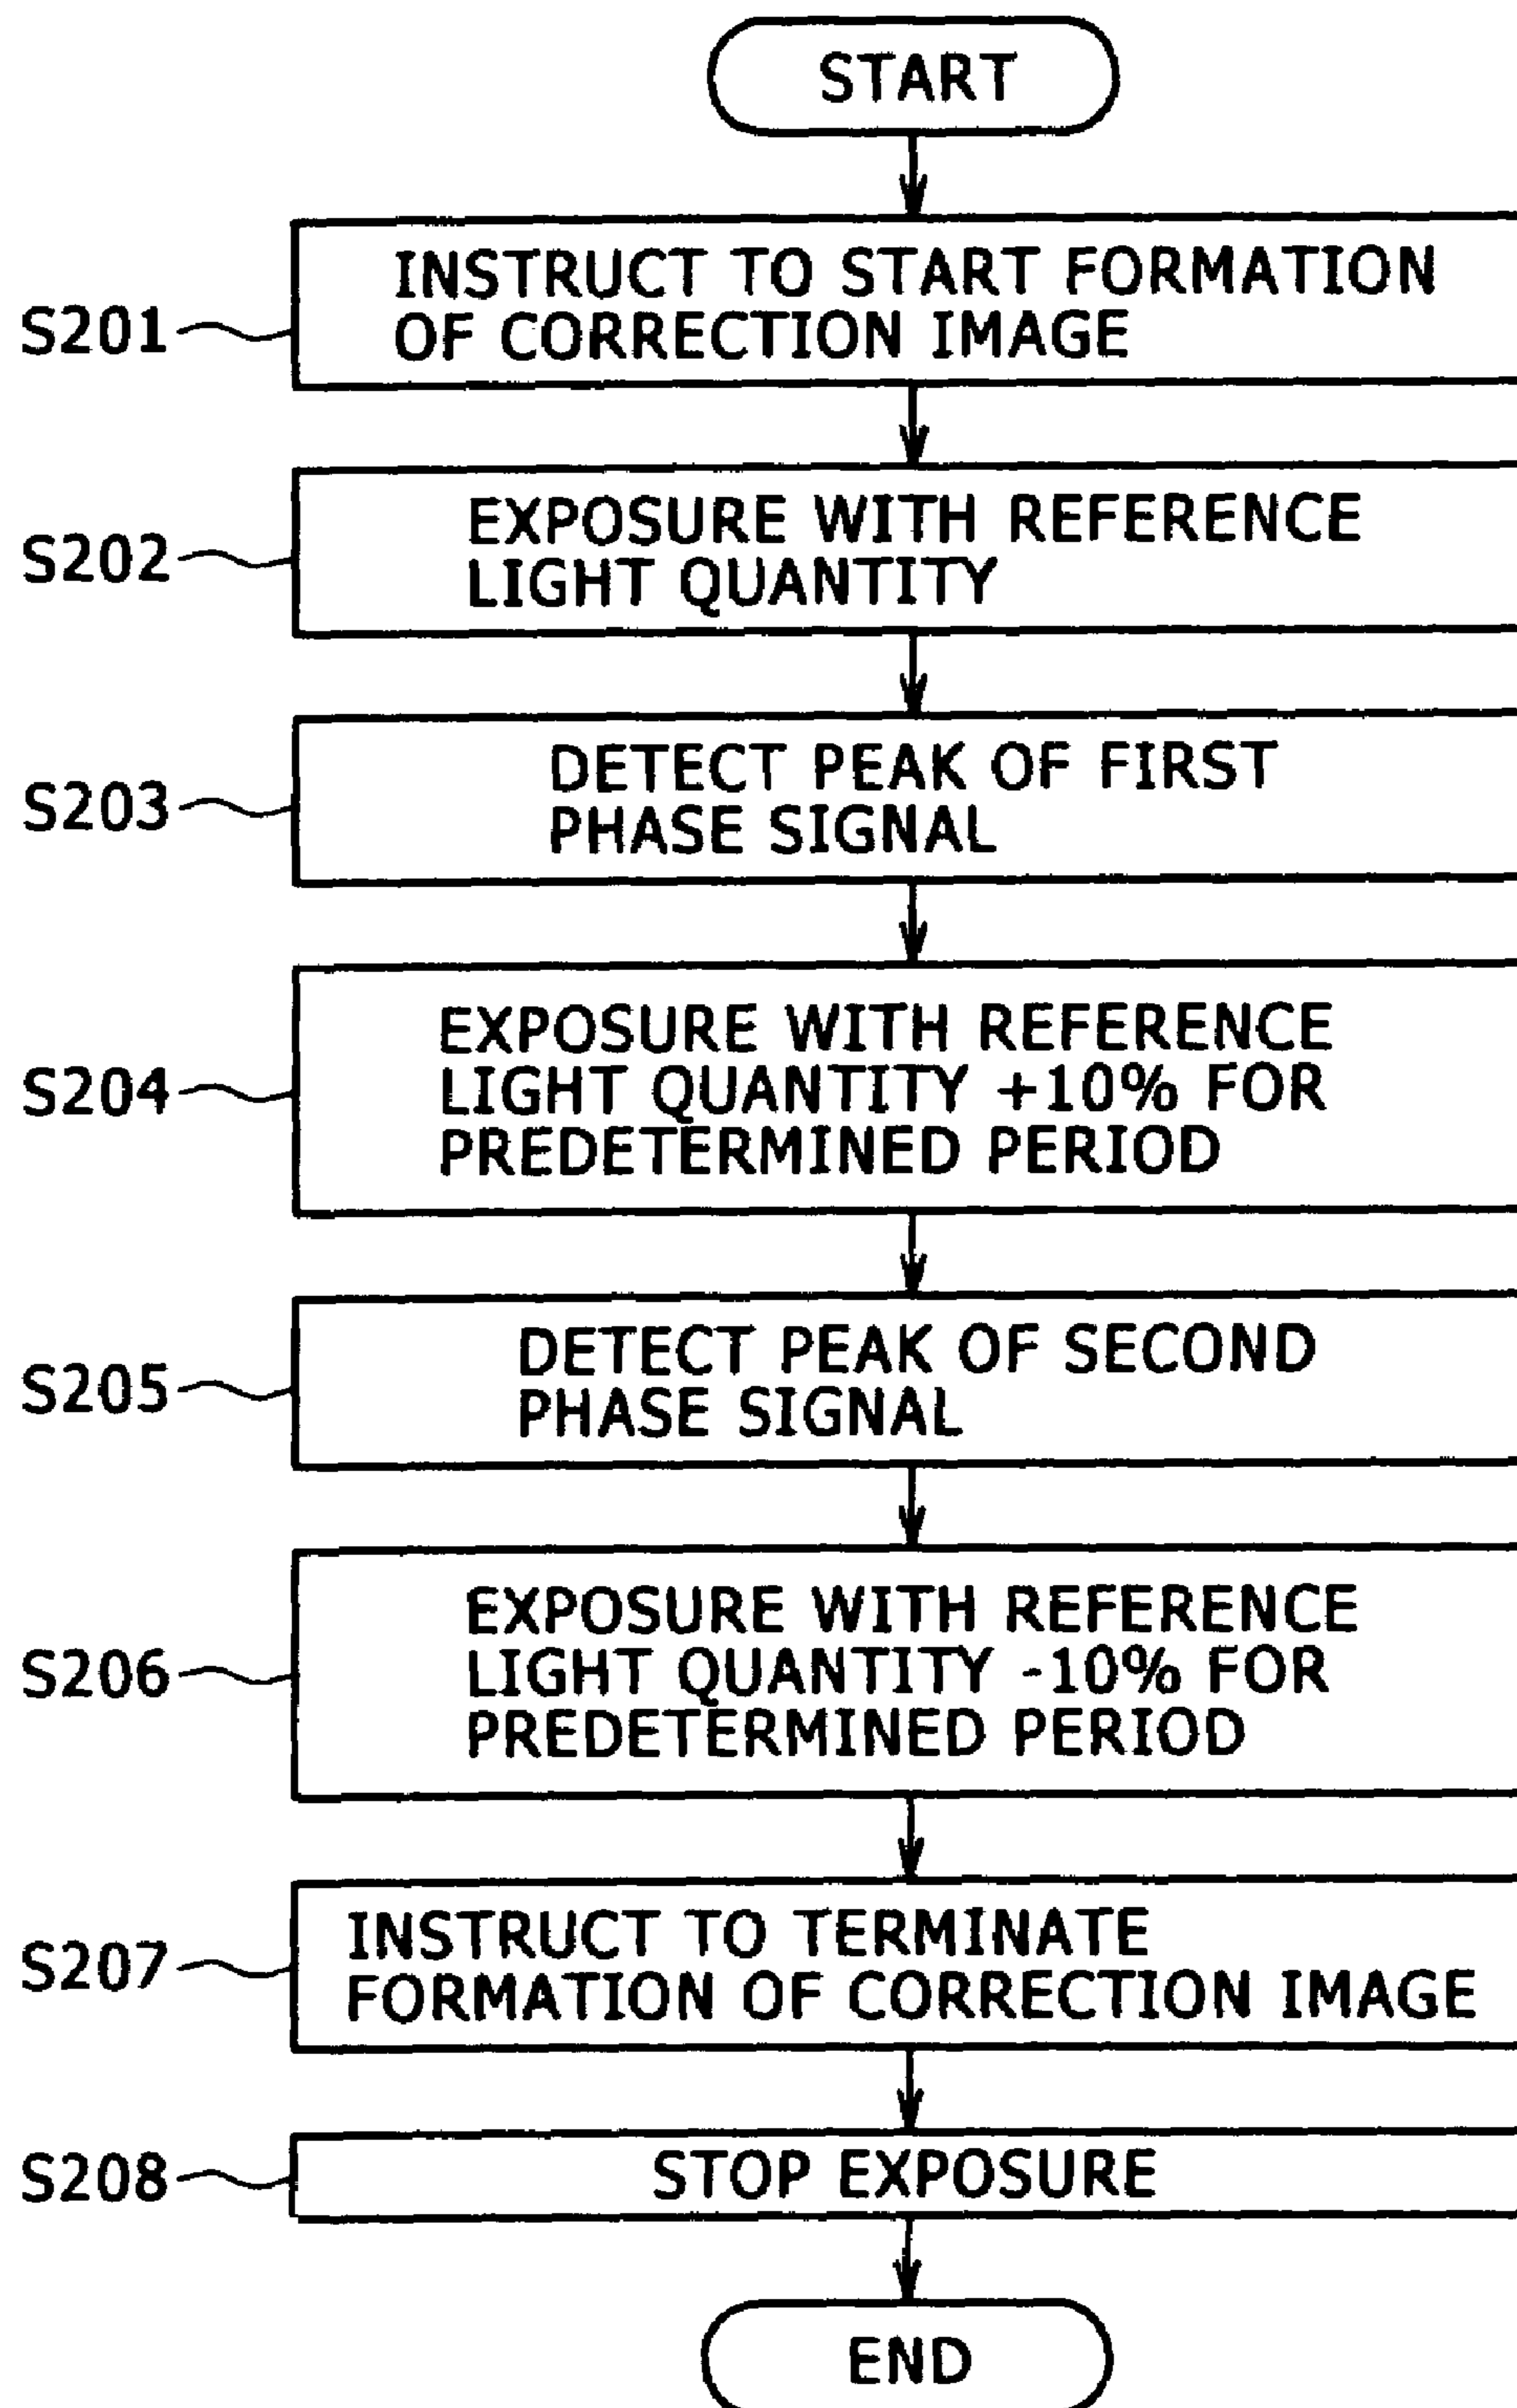 START
S201
INSTRUCT TO START FORMATION
OF CORRECTION IMAGE
S202
EXPOSURE WITH REFERENCE
LIGHT QUANTITY
S203
DETECT PEAK OF FIRST
PHASE SIGNAL
S204
EXPOSURE WITH REFERENCE
LIGHT QUANTITY +10% FOR
PREDETERMINED PERIOD
S205
DETECT PEAK OF SECOND
PHASE SIGNAL
S206
EXPOSURE WITH REFERENCE
LIGHT QUANTITY -10% FOR
PREDETERMINED PERIOD
S207
INSTRUCT TO TERMINATE
FORMATION OF CORRECTION IMAGE
S208
STOP EXPOSURE
END